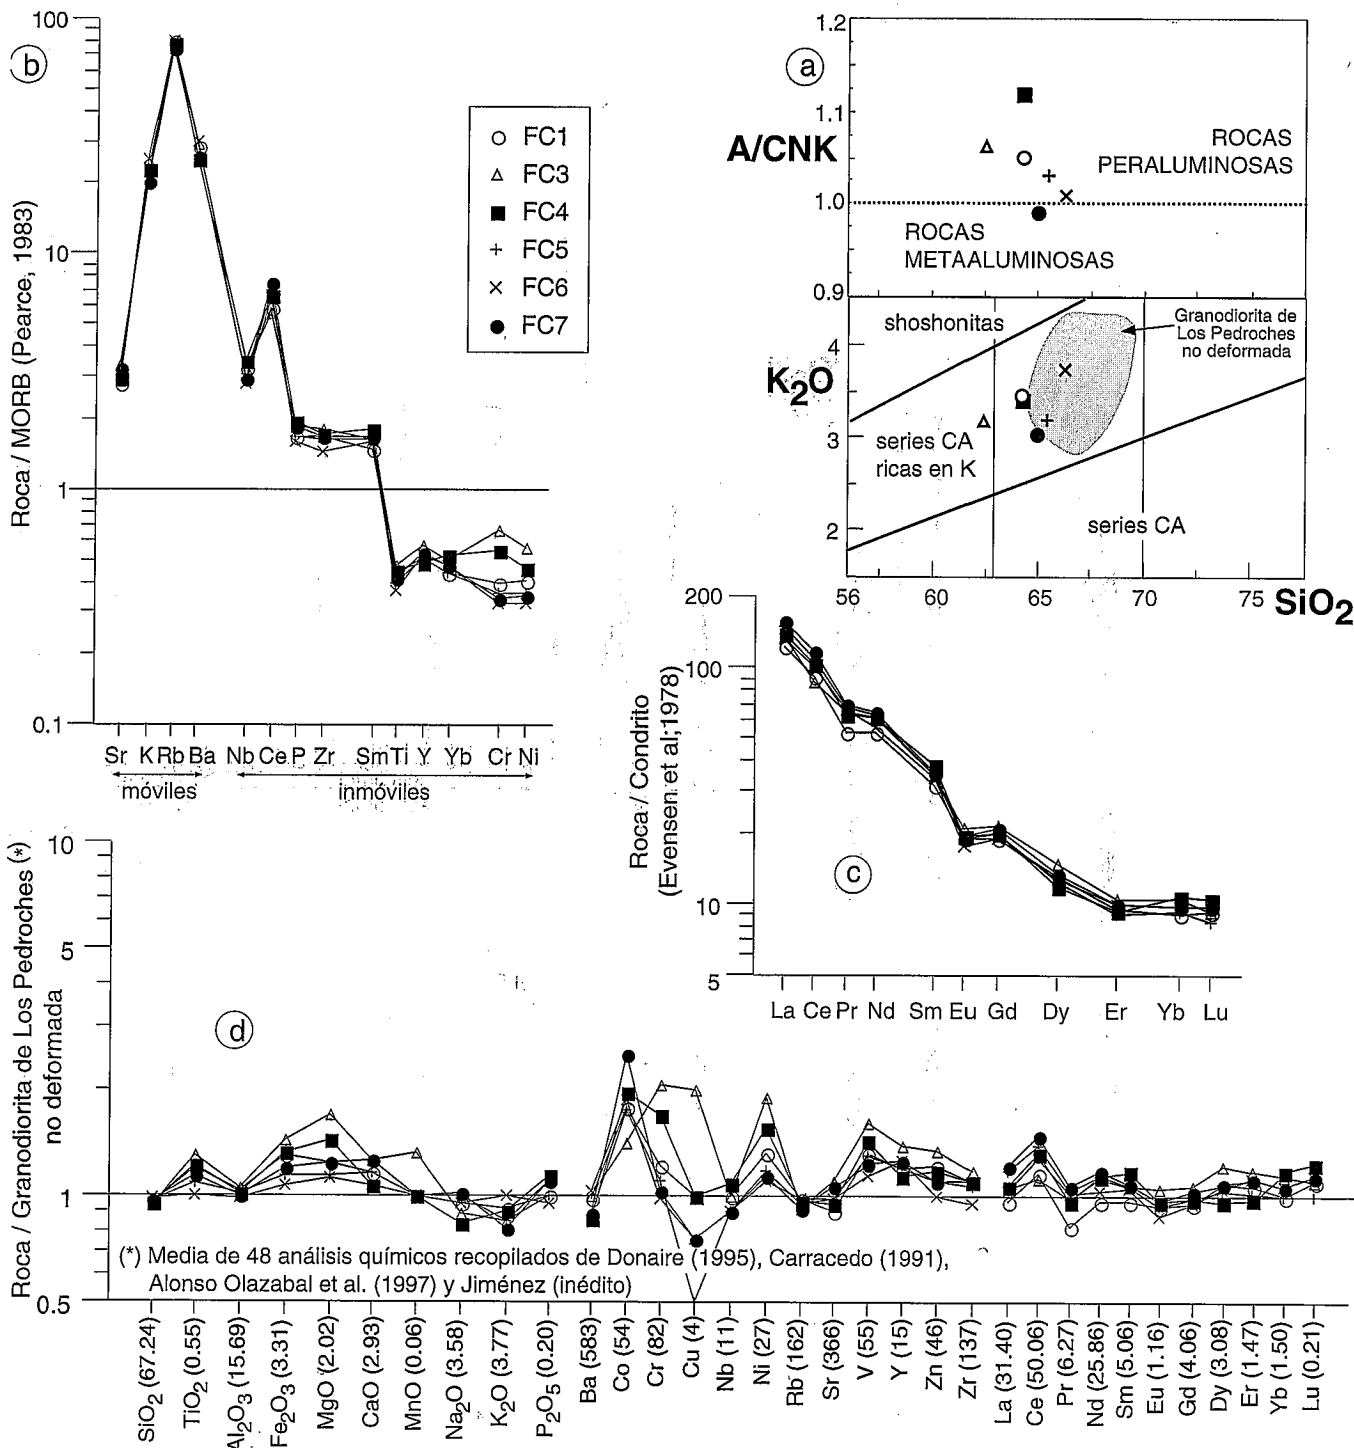 b
100
10
1
0.1
Roca / MORB (Pearce, 1983)
FC1
FC3
FC4
FC5
FC6
FC7
Sr K Rb Ba Nb Ce P Zr Sm Ti Y Yb Cr Ni
móviles
inmóviles
a
1.2
1.1
1.0
0.9
A/CNK
ROCAS
PERALUMINOSAS
ROCAS
METAALUMINOSAS
shoshonitas
Granodiorita de
Los Pedroches
no deformada
4
3
2
K2O
series CA
ricas en K
series CA
56 60 65 70 75 SiO2
200
100
10
5
Roca / Condrito
(Evensen et al;1978)
c
La Ce Pr Nd Sm Eu Gd Dy Er Yb Lu
10
5
1
0.5
Roca / Granodiorita de Los Pedroches (*)
no deformada
d
(*) Media de 48 análisis químicos recopilados de Donaire (1995), Carracedo (1991),
Alonso Olazabal et al. (1997) y Jiménez (inédito)
SiO2 (67.24)
TiO2 (0.55)
Al2O3 (15.69)
Fe2O3 (3.31)
MgO (2.02)
CaO (2.93)
MnO (0.06)
Na2O (3.58)
K2O (3.77)
P2O5 (0.20)
Ba (583)
Co (54)
Cr (82)
Cu (4)
Nb (11)
Ni (27)
Rb (162)
Sr (366)
V (55)
Y (15)
Zn (46)
Zr (137)
La (31.40)
Ce (50.06)
Pr (6.27)
Nd (25.86)
Sm (5.06)
Eu (1.16)
Gd (4.06)
Dy (3.08)
Er (1.47)
Yb (1.50)
Lu (0.21)